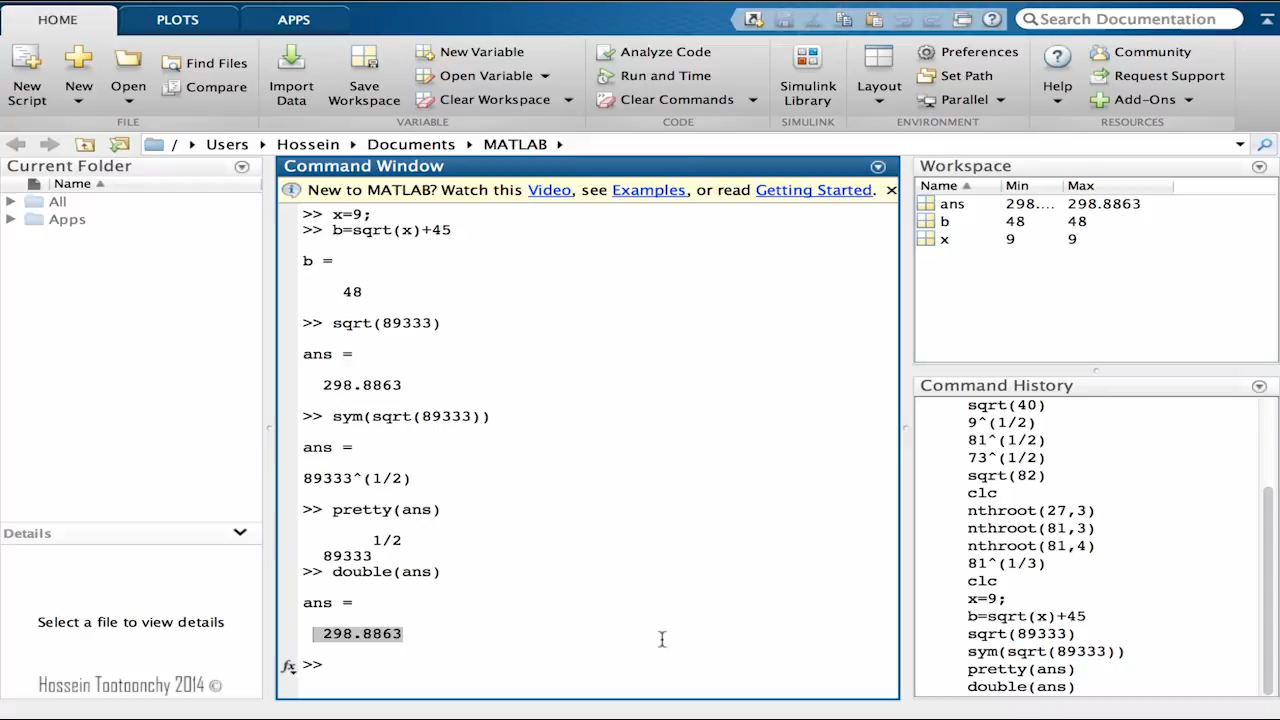 HOME PLOTS APPS
Search Documentation
New Script
New
Open
Find Files
Compare
FILE
Import Data
Save Workspace
New Variable
Open Variable
Clear Workspace
VARIABLE
Analyze Code
Run and Time
Clear Commands
CODE
Simulink Library
SIMULINK
Layout
Preferences
Set Path
Parallel
ENVIRONMENT
Help
Community
Request Support
Add-Ons
RESOURCES
/ Users Hossein Documents MATLAB
Current Folder
Name
All
Apps
Details
Select a file to view details
Hossein Tootoonchy 2014 ©
Command Window
New to MATLAB? Watch this Video, see Examples, or read Getting Started.
>> x=9;
>> b=sqrt(x)+45
b =
48
>> sqrt(89333)
ans =
298.8863
>> sym(sqrt(89333))
ans =
89333^(1/2)
>> pretty(ans)
1/2
89333
>> double(ans)
ans =
298.8863
fx >>
Workspace
Name Min Max
ans 298.... 298.8863
b 48 48
x 9 9
Command History
sqrt(40)
9^(1/2)
81^(1/2)
73^(1/2)
sqrt(82)
clc
nthroot(27,3)
nthroot(81,3)
nthroot(81,4)
81^(1/3)
clc
x=9;
b=sqrt(x)+45
sqrt(89333)
sym(sqrt(89333))
pretty(ans)
double(ans)